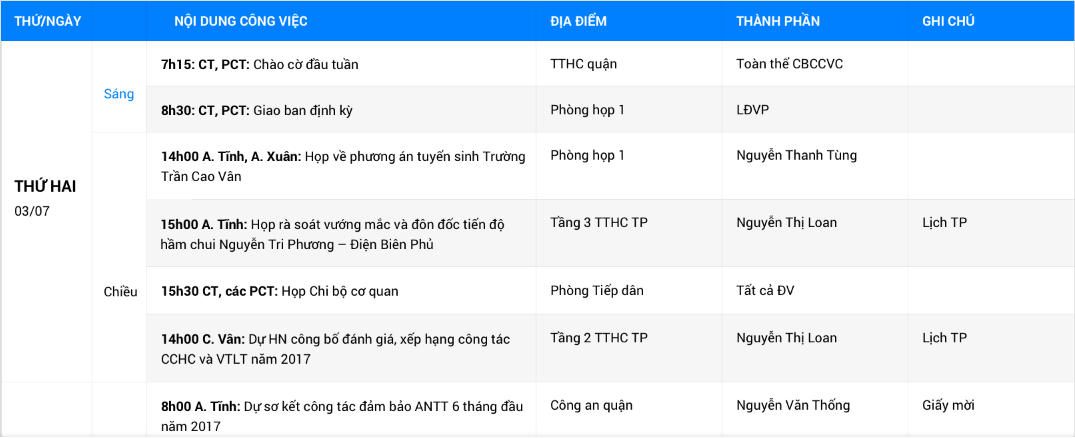 THỨ/NGÀY NỘI DUNG CÔNG VIỆC ĐỊA ĐIỂM THÀNH PHẦN GHI CHÚ
THỨ HAI
03/07
Sáng
7h15: CT, PCT: Chào cờ đầu tuần TTHC quận Toàn thể CBCCVC
8h30: CT, PCT: Giao ban định kỳ Phòng họp 1 LĐVP
Chiều
14h00 A. Tĩnh, A. Xuân: Họp về phương án tuyển sinh Trường Phòng họp 1 Nguyễn Thanh Tùng
Trần Cao Vân
15h00 A. Tĩnh: Họp rà soát vướng mắc và đôn đốc tiến độ Tầng 3 TTHC TP Nguyễn Thị Loan Lịch TP
hầm chui Nguyễn Tri Phương – Điện Biên Phủ
15h30 CT, các PCT: Họp Chi bộ cơ quan Phòng Tiếp dân Tất cả ĐV
14h00 C. Vân: Dự HN công bố đánh giá, xếp hạng công tác Tầng 2 TTHC TP Nguyễn Thị Loan Lịch TP
CCHC và VTLT năm 2017
8h00 A. Tĩnh: Dự sơ kết công tác đảm bảo ANTT 6 tháng đầu Công an quận Nguyễn Văn Thống Giấy mời
năm 2017